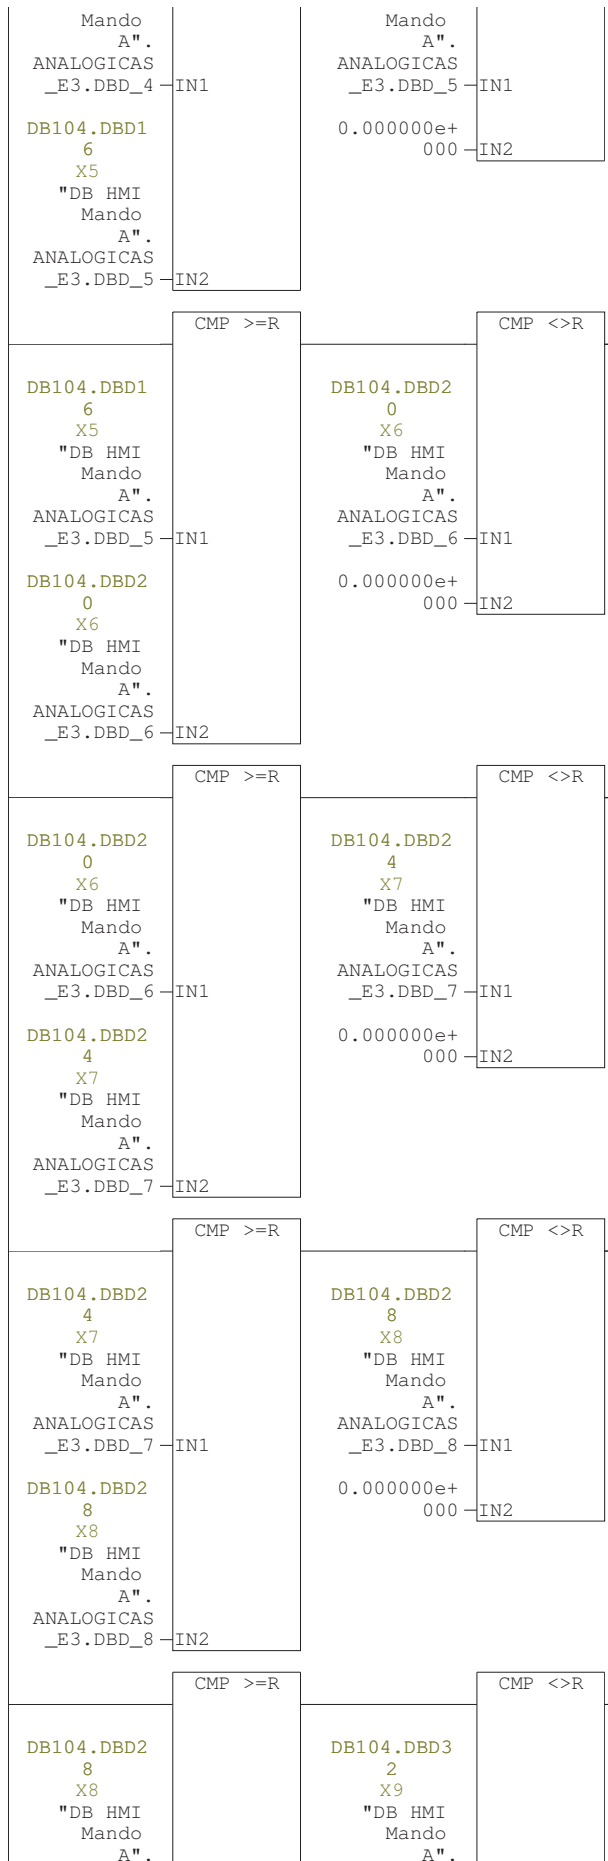 Mando
A".
ANALOGICAS
_E3.DBD_4
IN1
Mando
A".
ANALOGICAS
_E3.DBD_5
IN1
DB104.DBD1
6
X5
"DB HMI
Mando
A".
ANALOGICAS
_E3.DBD_5
IN2
0.000000e+
000
IN2
CMP >=R
CMP <>R
DB104.DBD1
6
X5
"DB HMI
Mando
A".
ANALOGICAS
_E3.DBD_5
IN1
DB104.DBD2
0
X6
"DB HMI
Mando
A".
ANALOGICAS
_E3.DBD_6
IN1
DB104.DBD2
0
X6
"DB HMI
Mando
A".
ANALOGICAS
_E3.DBD_6
IN2
0.000000e+
000
IN2
CMP >=R
CMP <>R
DB104.DBD2
0
X6
"DB HMI
Mando
A".
ANALOGICAS
_E3.DBD_6
IN1
DB104.DBD2
4
X7
"DB HMI
Mando
A".
ANALOGICAS
_E3.DBD_7
IN1
DB104.DBD2
4
X7
"DB HMI
Mando
A".
ANALOGICAS
_E3.DBD_7
IN2
0.000000e+
000
IN2
CMP >=R
CMP <>R
DB104.DBD2
4
X7
"DB HMI
Mando
A".
ANALOGICAS
_E3.DBD_7
IN1
DB104.DBD2
8
X8
"DB HMI
Mando
A".
ANALOGICAS
_E3.DBD_8
IN1
DB104.DBD2
8
X8
"DB HMI
Mando
A".
ANALOGICAS
_E3.DBD_8
IN2
0.000000e+
000
IN2
CMP >=R
CMP <>R
DB104.DBD2
8
X8
"DB HMI
Mando
A".
DB104.DBD3
2
X9
"DB HMI
Mando
A".